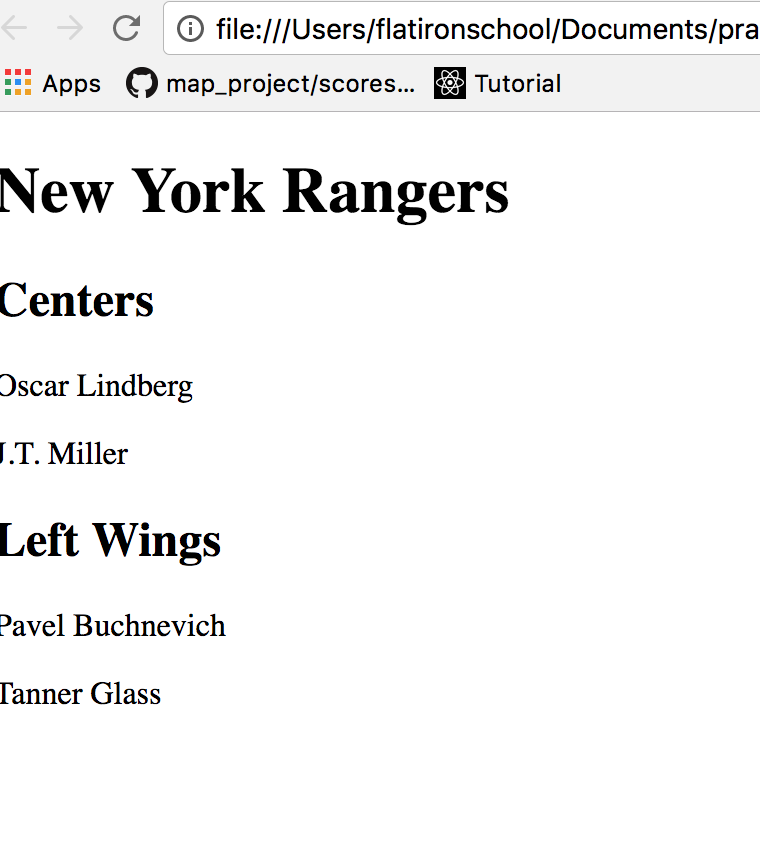 file:///Users/flatironschool/Documents/pra
Apps map_project/scores... Tutorial
New York Rangers
Centers
Oscar Lindberg
J.T. Miller
Left Wings
Pavel Buchnevich
Tanner Glass